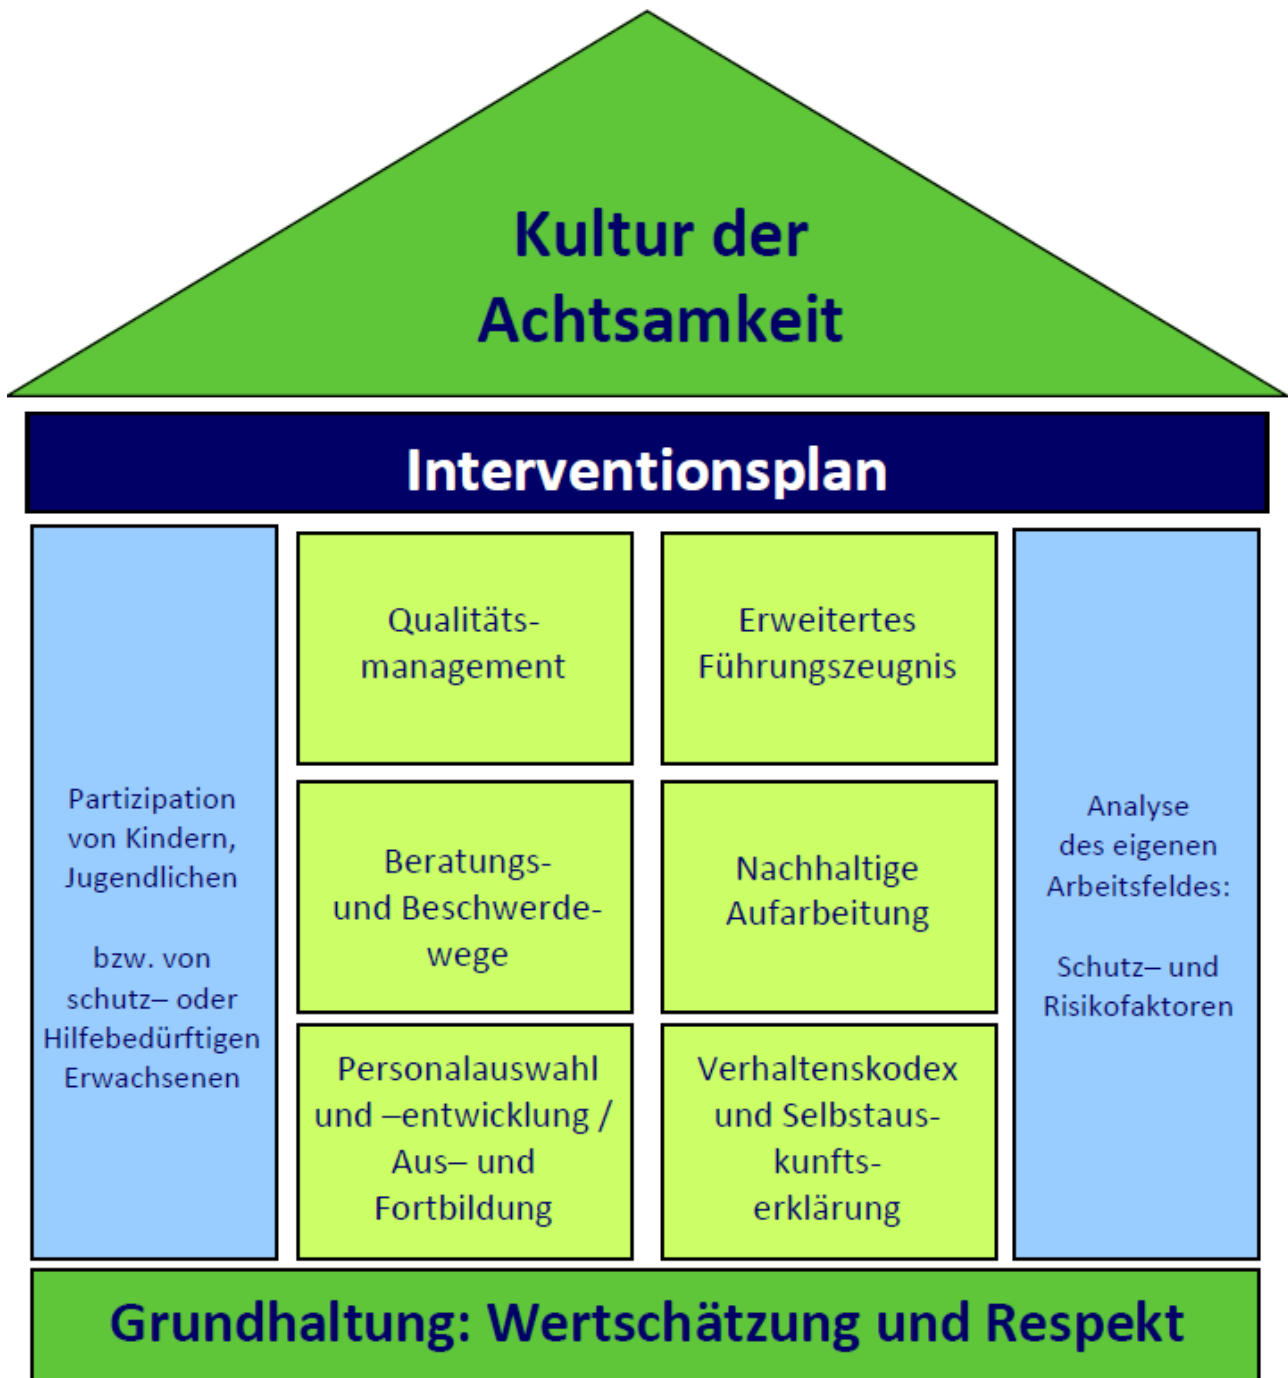 Kultur der
Achtsamkeit
Interventionsplan
Partizipation
von Kindern,
Jugendlichen
bzw. von
schutz– oder
Hilfebedürftigen
Erwachsenen
Qualitäts-
management
Erweitertes
Führungszeugnis
Beratungs-
und Beschwerde-
wege
Nachhaltige
Aufarbeitung
Personalauswahl
und –entwicklung /
Aus– und
Fortbildung
Verhaltenskodex
und Selbstaus-
kunfts-
erklärung
Analyse
des eigenen
Arbeitsfeldes:
Schutz– und
Risikofaktoren
Grundhaltung: Wertschätzung und Respekt